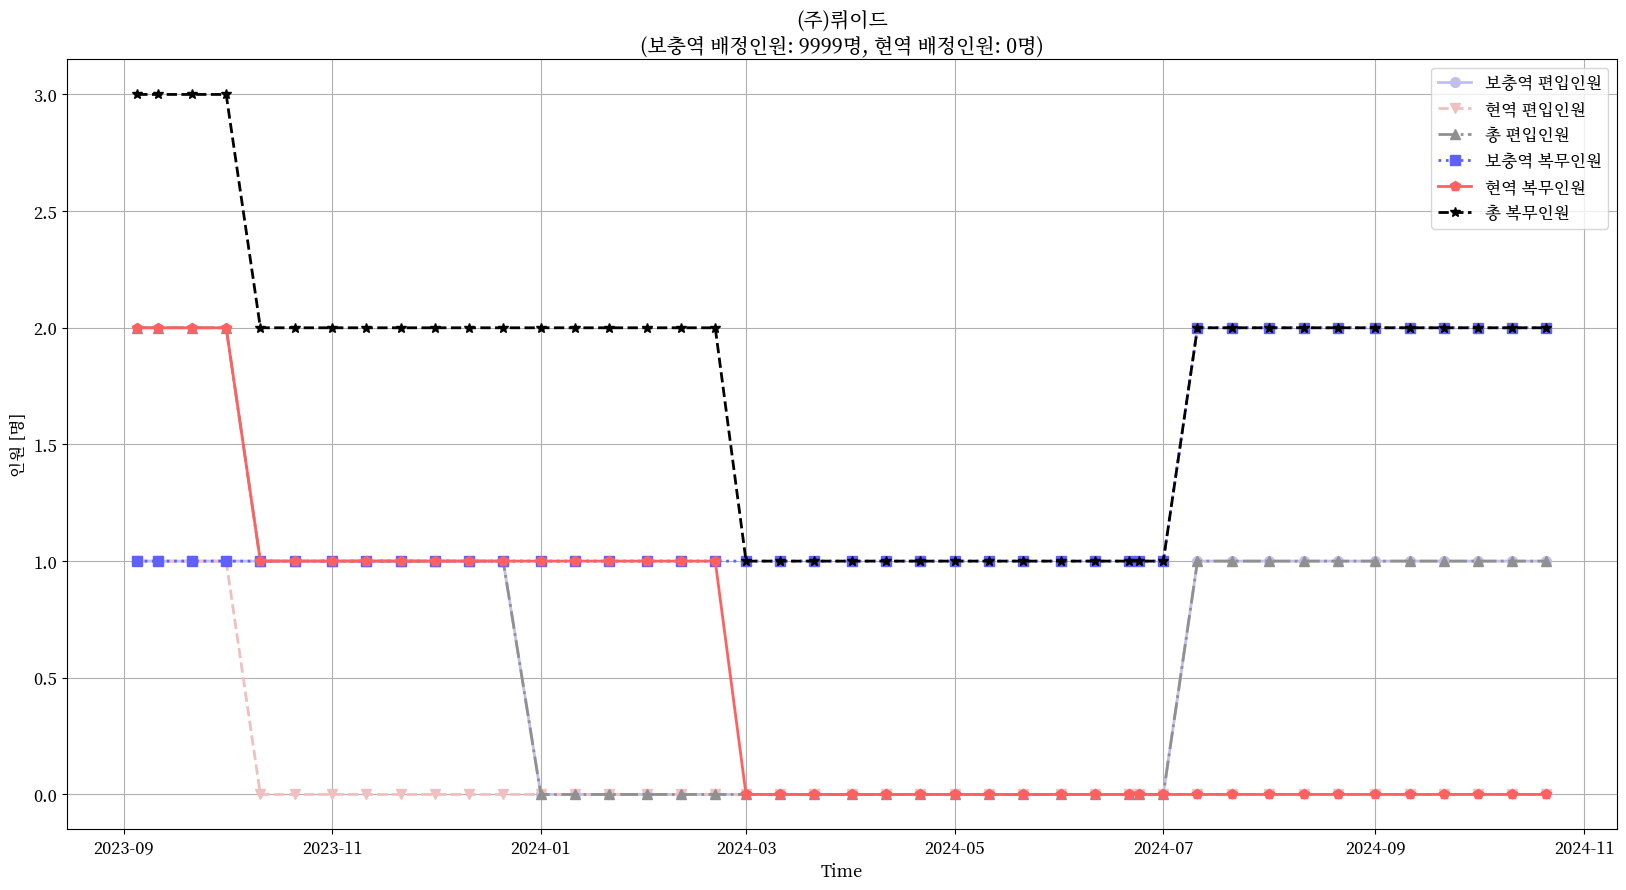 (주)뤼이드
(보충역 배정인원: 9999명, 현역 배정인원: 0명)
보충역 편입인원
현역 편입인원
총 편입인원
보충역 복무인원
현역 복무인원
총 복무인원
3.0
2.5
2.0
1.5
1.0
0.5
0.0
인원 [명]
2023-09
2023-11
2024-01
2024-03
2024-05
2024-07
2024-09
2024-11
Time